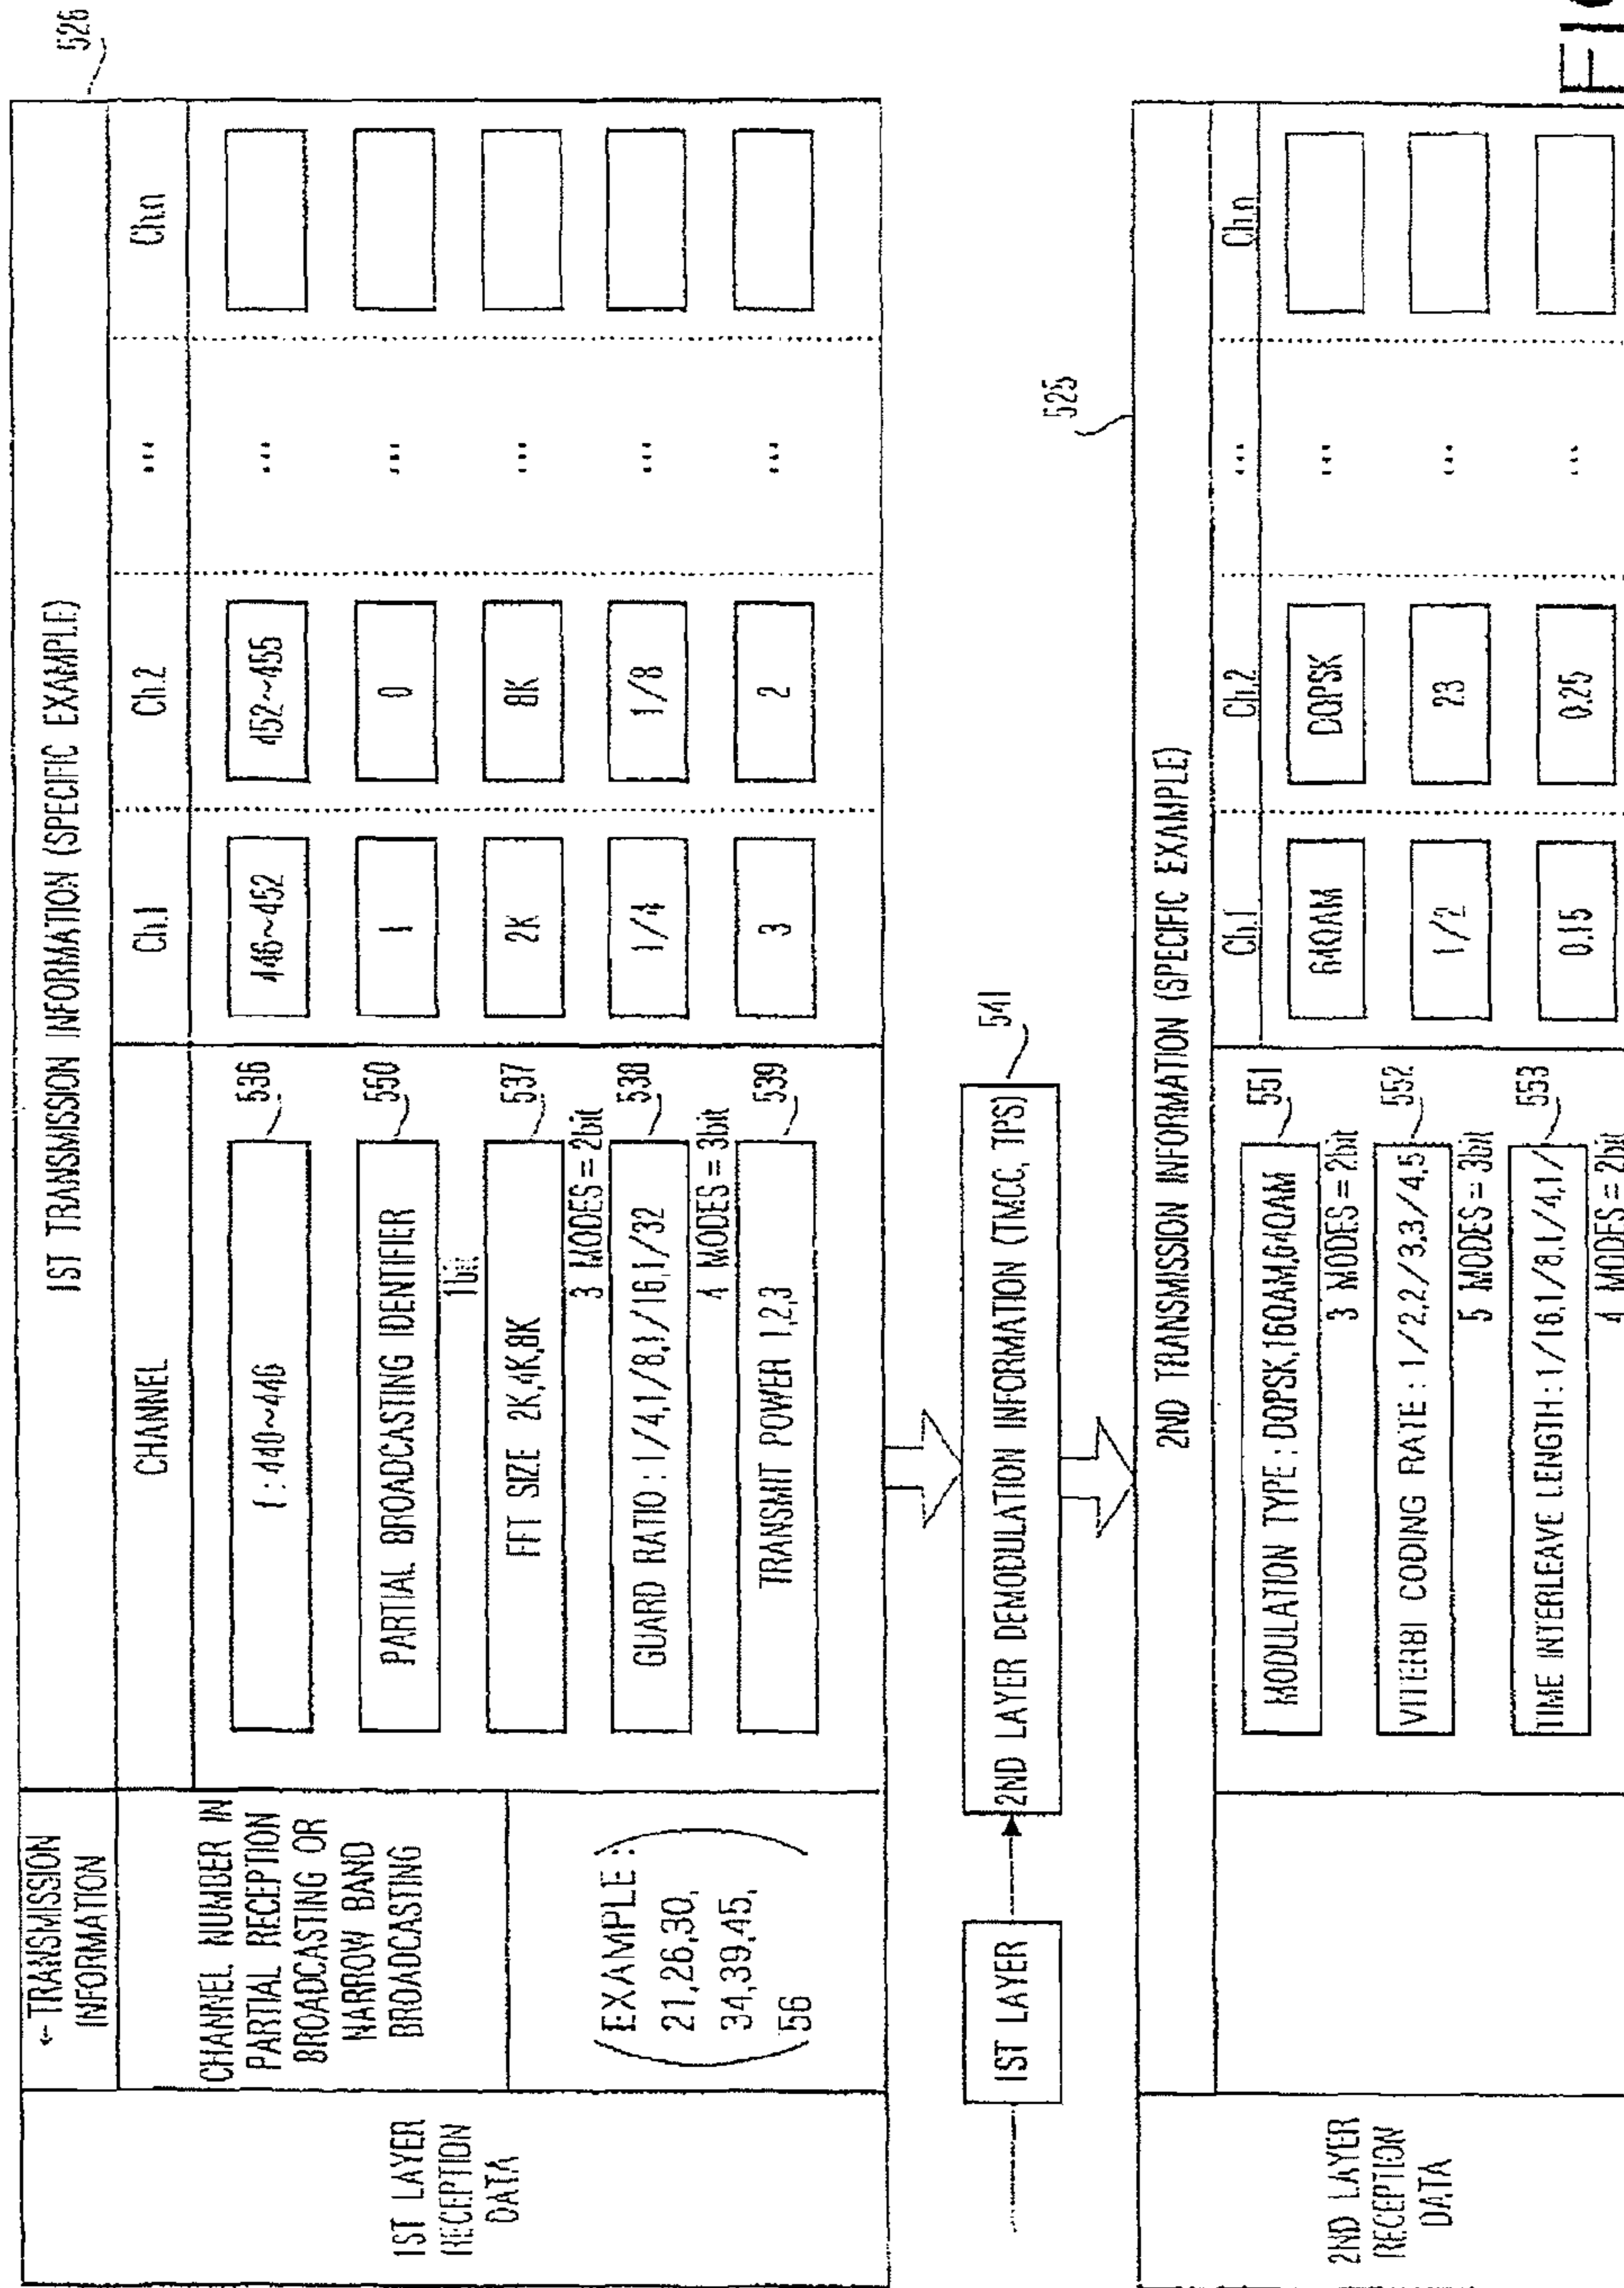 526
1ST TRANSMISSION INFORMATION (SPECIFIC EXAMPLE)
← TRANSMISSION
INFORMATION
CHANNEL
Ch.1
Ch.2
...
Ch.n
1ST LAYER
RECEPTION
DATA
CHANNEL NUMBER IN
PARTIAL RECEPTION
BROADCASTING OR
NARROW BAND
BROADCASTING
(EXAMPLE:
21,26,30,
34,39,45,
56)
f : 440~446
536
446~452
452~455
...
PARTIAL BROADCASTING IDENTIFIER
550
1bit
1
0
...
FFT SIZE 2K,4K,8K
537
3 MODES = 2bit
2K
8K
...
GUARD RATIO : 1/4,1/8,1/16,1/32
538
4 MODES = 3bit
1/4
1/8
...
TRANSMIT POWER 1,2,3
539
3
2
...
1ST LAYER
2ND LAYER DEMODULATION INFORMATION (TMCC, TPS)
541
525
2ND TRANSMISSION INFORMATION (SPECIFIC EXAMPLE)
Ch.1
Ch.2
...
Ch.n
2ND LAYER
RECEPTION
DATA
MODULATION TYPE : DQPSK,16QAM,64QAM
551
3 MODES = 2bit
64QAM
DQPSK
...
VITERBI CODING RATE : 1/2,2/3,3/4,5
552
5 MODES = 3bit
1/2
23
...
TIME INTERLEAVE LENGTH : 1/16,1/8,1/4,1/
553
4 MODES = 2bit
0.15
0.25
...